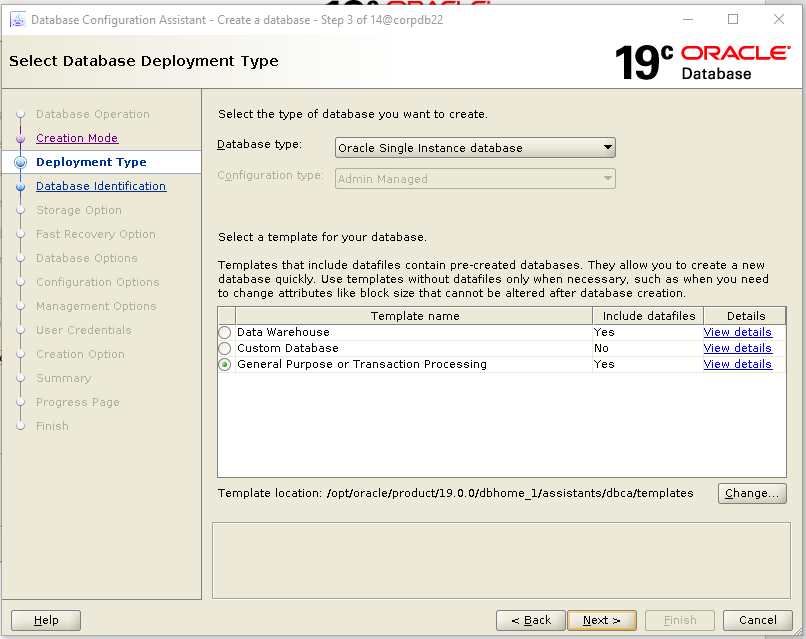 Database Configuration Assistant - Create a database - Step 3 of 14@corpdb22
Select Database Deployment Type
19c ORACLE
Database
Database Operation
Creation Mode
Deployment Type
Database Identification
Storage Option
Fast Recovery Option
Database Options
Configuration Options
Management Options
User Credentials
Creation Option
Summary
Progress Page
Finish
Select the type of database you want to create.
Database type: Oracle Single Instance database
Configuration type: Admin Managed
Select a template for your database.
Templates that include datafiles contain pre-created databases. They allow you to create a new
database quickly. Use templates without datafiles only when necessary, such as when you need
to change attributes like block size that cannot be altered after database creation.
Template name Include datafiles Details
Data Warehouse Yes View details
Custom Database No View details
General Purpose or Transaction Processing Yes View details
Template location: /opt/oracle/product/19.0.0/dbhome_1/assistants/dbca/templates Change...
Help < Back Next > Finish Cancel